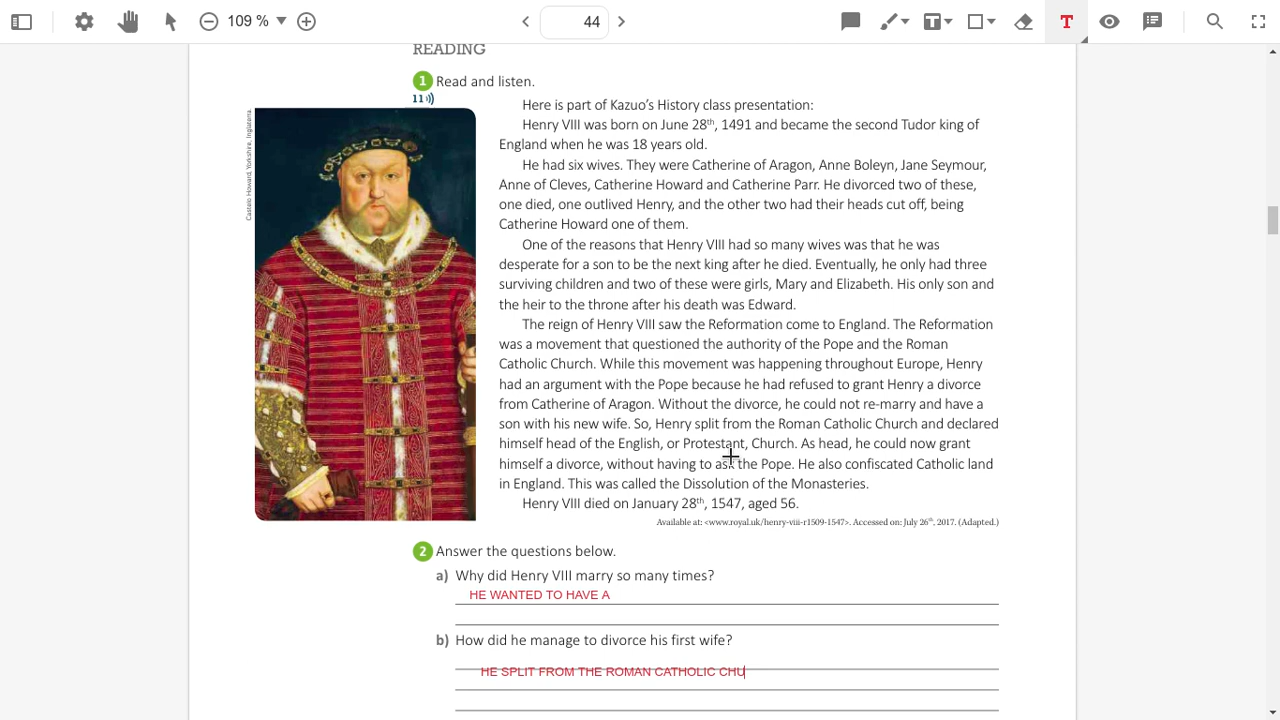 109 %
44
READING
1 Read and listen.
11
Castelo Howard, Yorkshire, Inglaterra.
Here is part of Kazuo's History class presentation:
Henry VIII was born on June 28th, 1491 and became the second Tudor king of
England when he was 18 years old.
He had six wives. They were Catherine of Aragon, Anne Boleyn, Jane Seymour,
Anne of Cleves, Catherine Howard and Catherine Parr. He divorced two of these,
one died, one outlived Henry, and the other two had their heads cut off, being
Catherine Howard one of them.
One of the reasons that Henry VIII had so many wives was that he was
desperate for a son to be the next king after he died. Eventually, he only had three
surviving children and two of these were girls, Mary and Elizabeth. His only son and
the heir to the throne after his death was Edward.
The reign of Henry VIII saw the Reformation come to England. The Reformation
was a movement that questioned the authority of the Pope and the Roman
Catholic Church. While this movement was happening throughout Europe, Henry
had an argument with the Pope because he had refused to grant Henry a divorce
from Catherine of Aragon. Without the divorce, he could not re-marry and have a
son with his new wife. So, Henry split from the Roman Catholic Church and declared
himself head of the English, or Protestant, Church. As head, he could now grant
himself a divorce, without having to ask the Pope. He also confiscated Catholic land
in England. This was called the Dissolution of the Monasteries.
Henry VIII died on January 28th, 1547, aged 56.
Available at: <www.royal.uk/henry-viii-r1509-1547>. Accessed on: July 26th, 2017. (Adapted.)
2 Answer the questions below.
a) Why did Henry VIII marry so many times?
HE WANTED TO HAVE A
b) How did he manage to divorce his first wife?
HE SPLIT FROM THE ROMAN CATHOLIC CHU